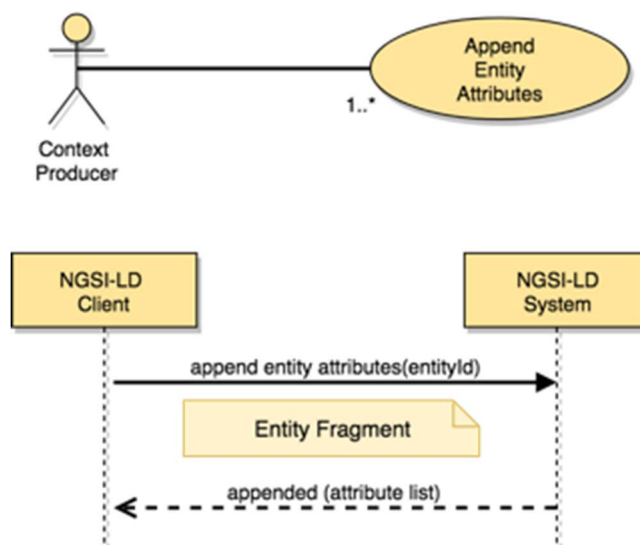 Append
Entity
Attributes
1..*
Context
Producer
NGSI-LD
Client
NGSI-LD
System
append entity attributes(entityId)
Entity Fragment
appended (attribute list)